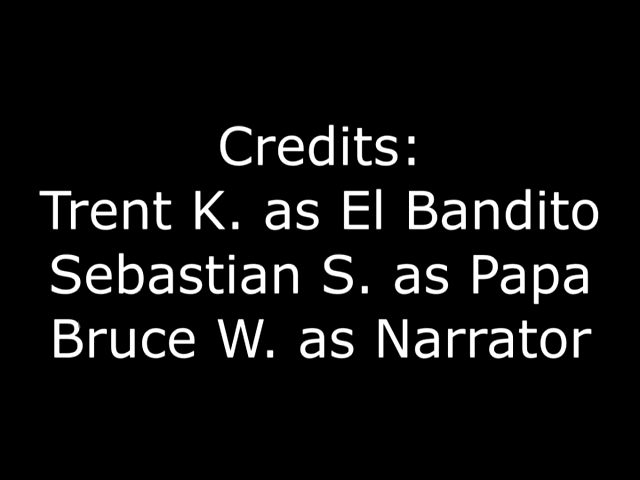 Credits:
Trent K. as El Bandito
Sebastian S. as Papa
Bruce W. as Narrator